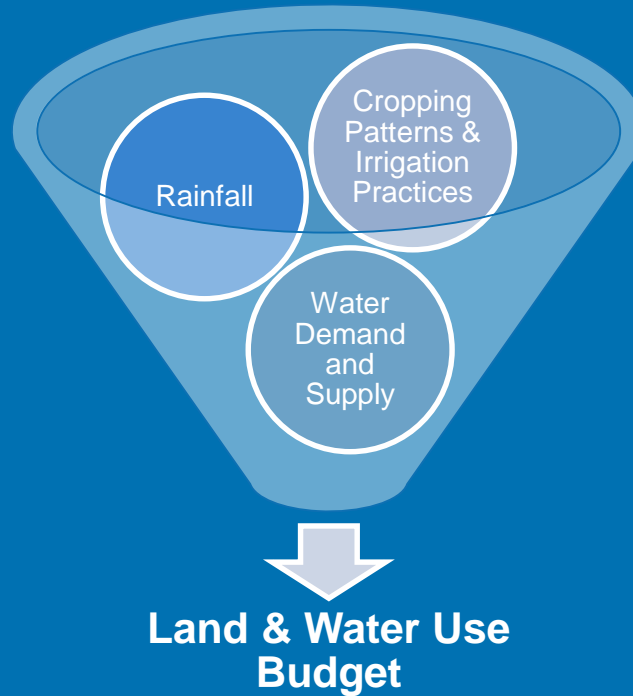 Cropping
Patterns &
Irrigation
Practices
Rainfall
Water
Demand
and
Supply
Land & Water Use
Budget